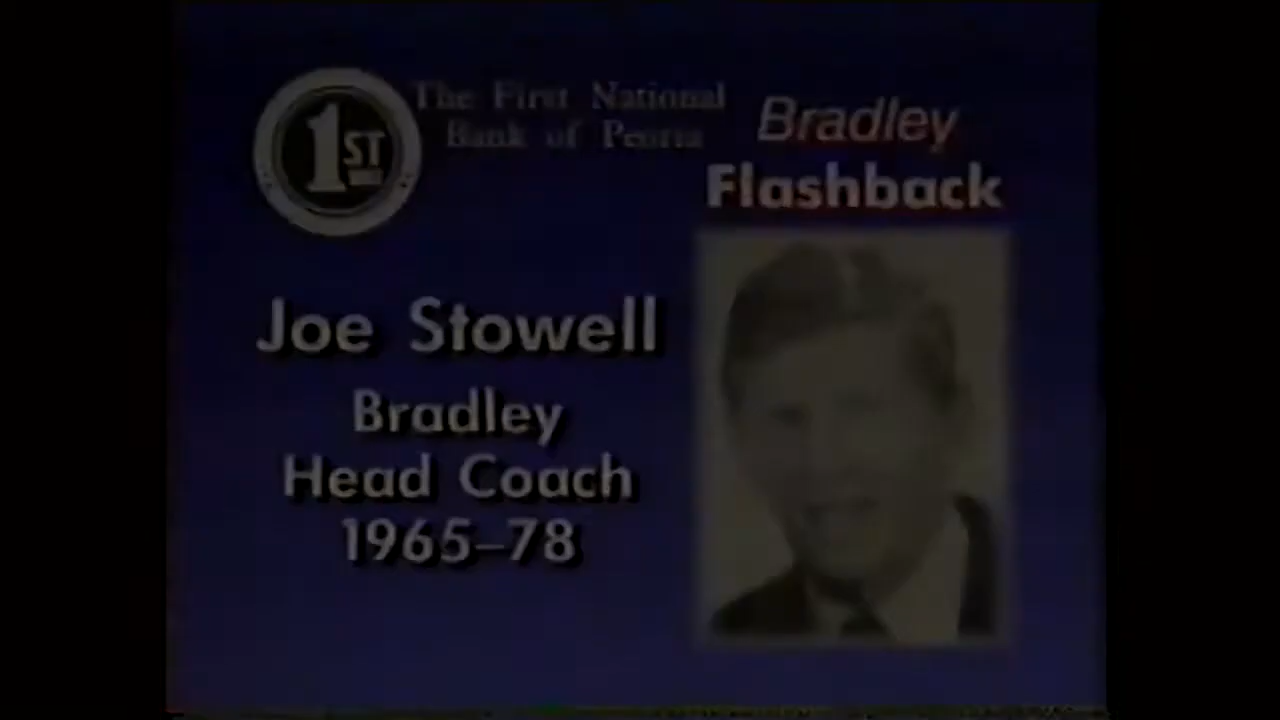 1ST
The First National
Bank of Peoria
Bradley
Flashback
Joe Stowell
Bradley
Head Coach
1965–78